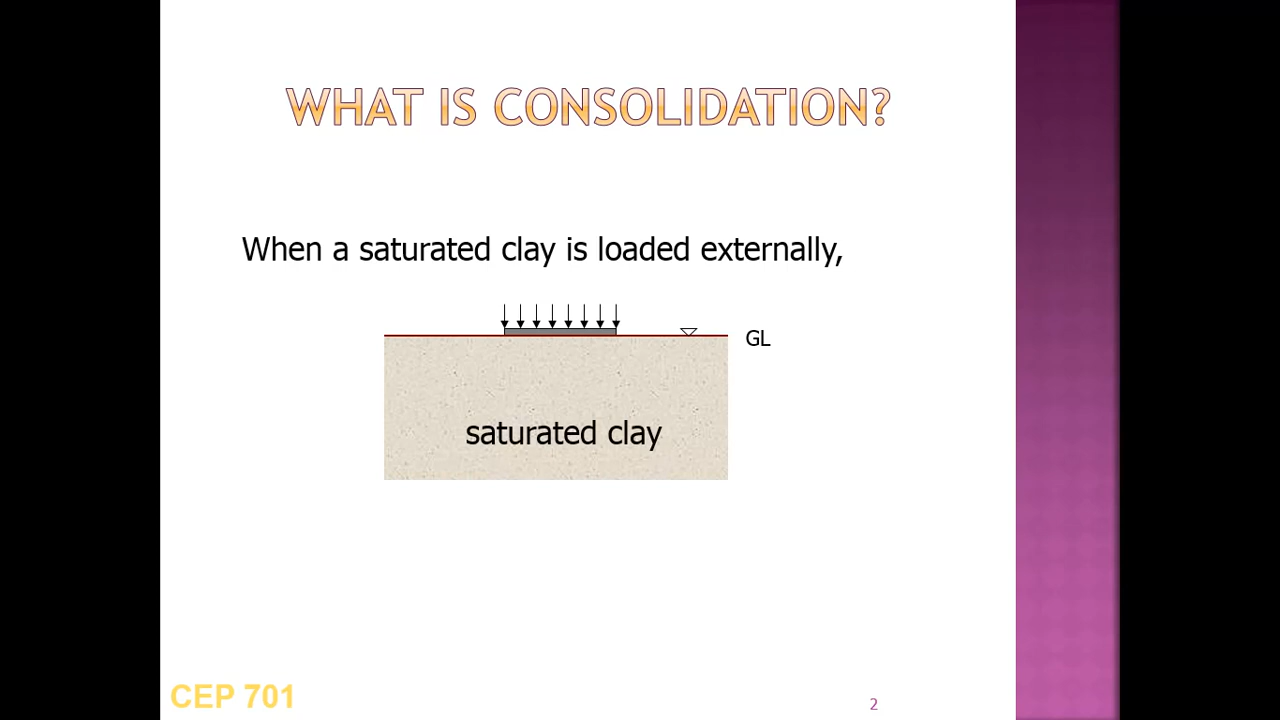 WHAT IS CONSOLIDATION?
When a saturated clay is loaded externally,
GL
saturated clay
CEP 701
2